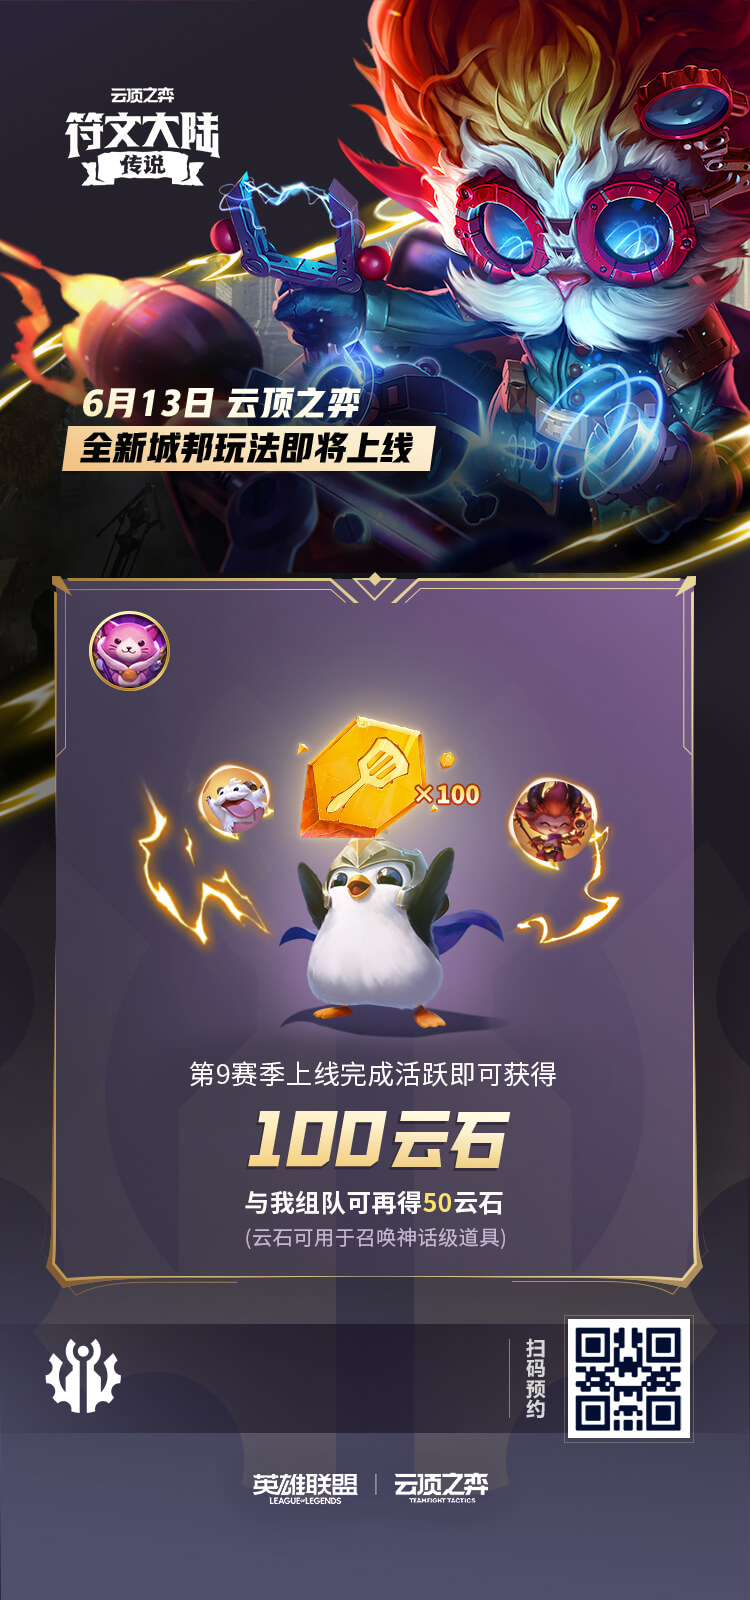 云顶之弈
符文大陆
传说
6月13日 云顶之弈
全新城邦玩法即将上线
×100
第9赛季上线完成活跃即可获得
100云石
与我组队可再得50云石
(云石可用于召唤神话级道具)
扫码预约
英雄联盟
LEAGUE OF LEGENDS
云顶之弈
TEAMFIGHT TACTICS